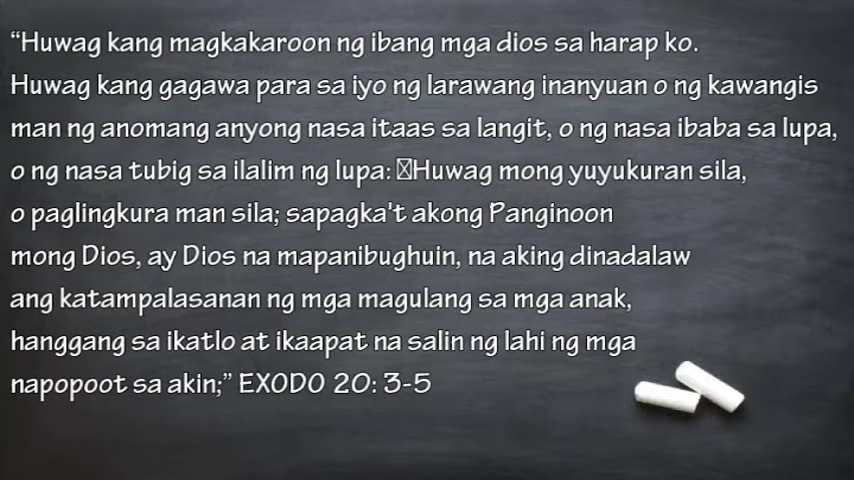 “Huwag kang magkakaroon ng ibang mga dios sa harap ko.
Huwag kang gagawa para sa iyo ng larawang inanyuan o ng kawangis
man ng anomang anyong nasa itaas sa langit, o ng nasa ibaba sa lupa,
o ng nasa tubig sa ilalim ng lupa: Huwag mong yuyukuran sila,
o paglingkura man sila; sapagka't akong Panginoon
mong Dios, ay Dios na mapanibughuin, na aking dinadalaw
ang katampalasanan ng mga magulang sa mga anak,
hanggang sa ikatlo at ikaapat na salin ng lahi ng mga
napopoot sa akin;” EXODO 20: 3-5